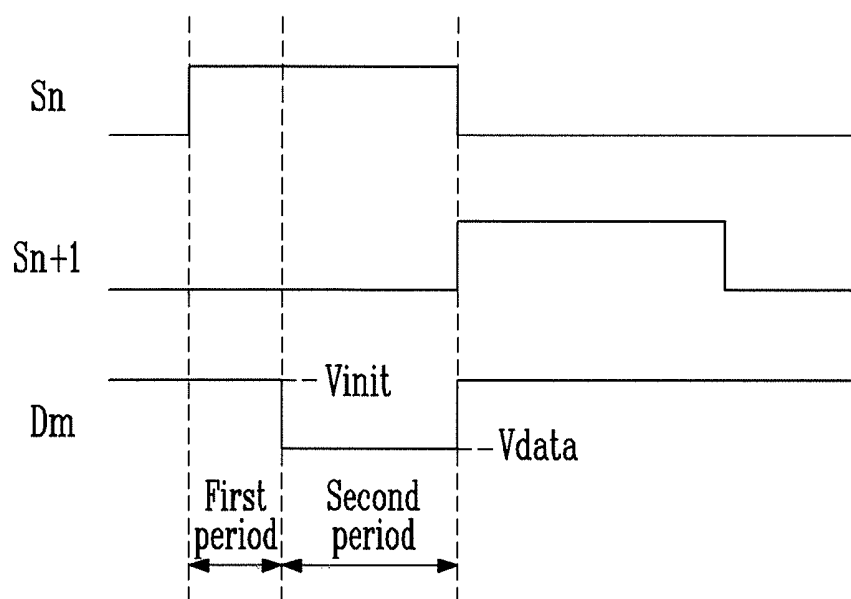 Sn
Sn+1
Vinit
Dm
Vdata
First
period
Second
period